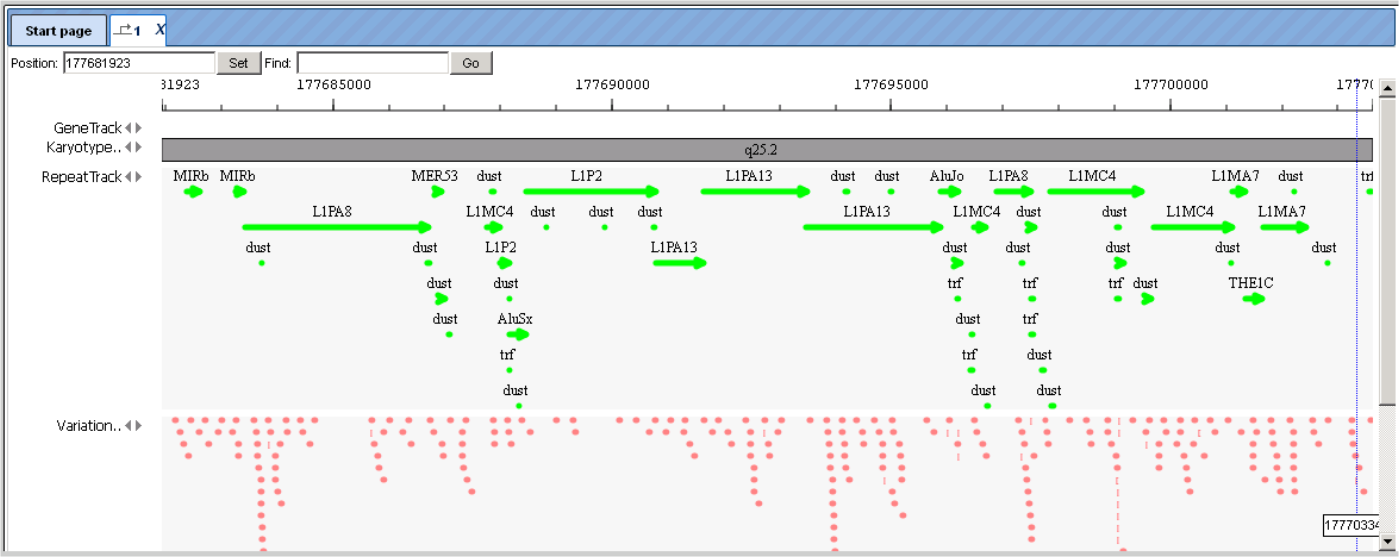 Start page 1 X
Position: 177681923 Set Find: Go
31923 177685000 177690000 177695000 177700000 1777
GeneTrack
Karyotype.. q25.2
RepeatTrack MIRb MIRb MER53 dust L1P2 L1PA13 dust dust AluJo L1PA8 L1MC4 L1MA7 dust trf
L1PA8 L1MC4 dust dust dust L1PA13 L1MC4 dust dust L1MC4 L1MA7
dust dust L1P2 L1PA13 dust dust dust dust dust
dust dust trf trf trf dust THE1C
dust AluSx dust trf
trf trf dust
dust dust dust
Variation..
17770334